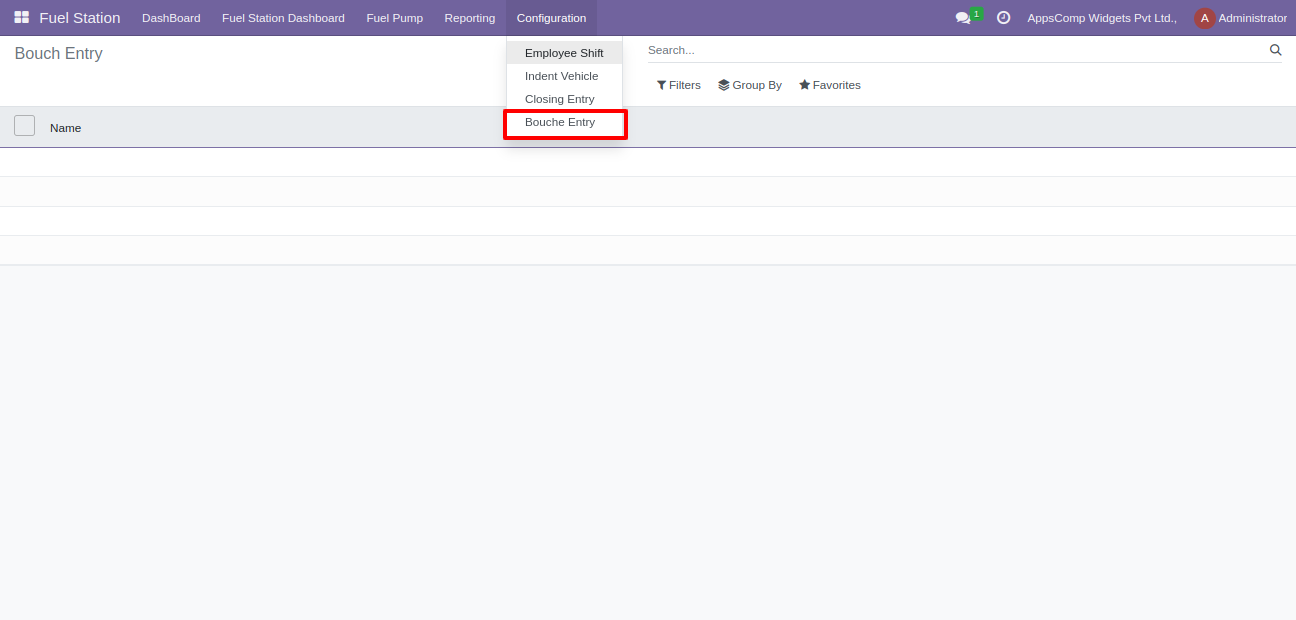 Fuel Station DashBoard Fuel Station Dashboard Fuel Pump Reporting Configuration 1 AppsComp Widgets Pvt Ltd., A Administrator
Bouch Entry
Search...
Employee Shift
Indent Vehicle
Closing Entry
Bouche Entry
Filters Group By Favorites
Name